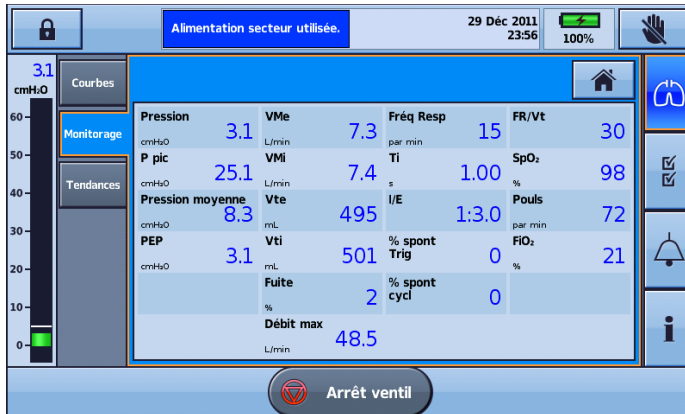 Alimentation secteur utilisée.
29 Déc 2011
23:56
100%
3.1
cmH₂O
60
50
40
30
20
10
0
Courbes
Monitorage
Tendances
Pression cmH₂O 3.1
VMe L/min 7.3
Fréq Resp par min 15
FR/Vt 30
P pic cmH₂O 25.1
VMi L/min 7.4
Ti s 1.00
SpO₂ % 98
Pression moyenne cmH₂O 8.3
Vte mL 495
I/E 1:3.0
Pouls par min 72
PEP cmH₂O 3.1
Vti mL 501
% spont Trig 0
FiO₂ % 21
Fuite % 2
% spont cycl 0
Débit max L/min 48.5
Arrêt ventil